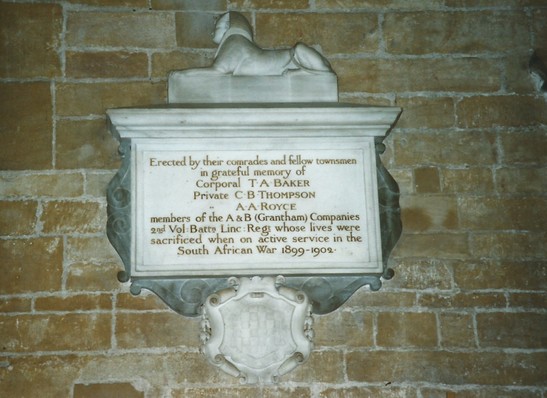 Erected by their comrades and fellow townsmen
in grateful memory of
Corporal T·A·BAKER
Private C·B·THOMPSON
„ A·A·ROYCE
members of the A & B (Grantham) Companies
2nd Vol: Battn Linc: Regt whose lives were
sacrificed when on active service in the
South African War 1899-1902·